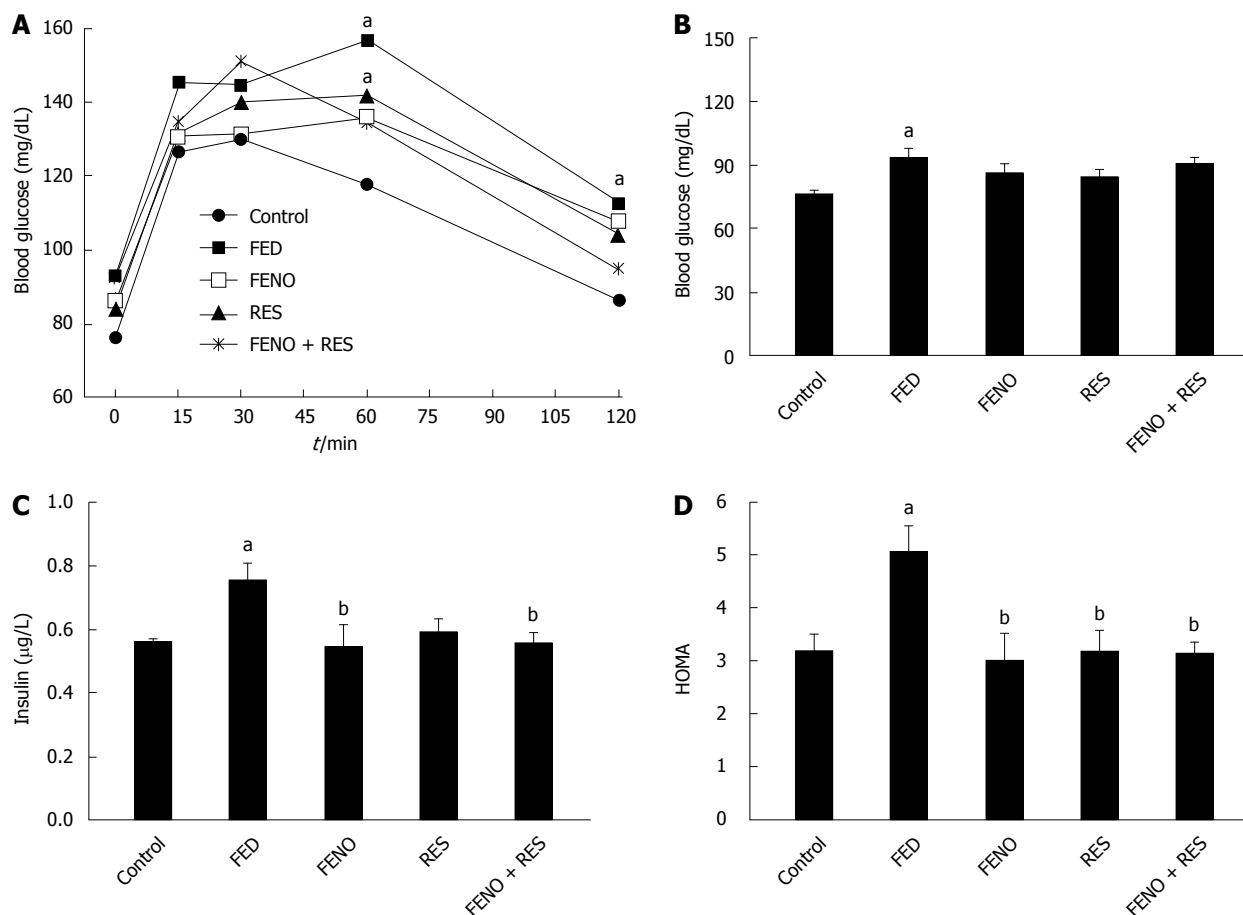 A
Blood glucose (mg/dL)
160
140
120
100
80
60
a
a
a
Control
FED
FENO
RES
FENO + RES
0 15 30 45 60 75 90 105 120
t/min
B
Blood glucose (mg/dL)
150
120
90
60
30
0
a
Control FED FENO RES FENO + RES
C
Insulin (μg/L)
1.0
0.8
0.6
0.4
0.2
0.0
a
b
b
Control FED FENO RES FENO + RES
D
HOMA
6
5
4
3
2
1
0
a
b
b
b
Control FED FENO RES FENO + RES